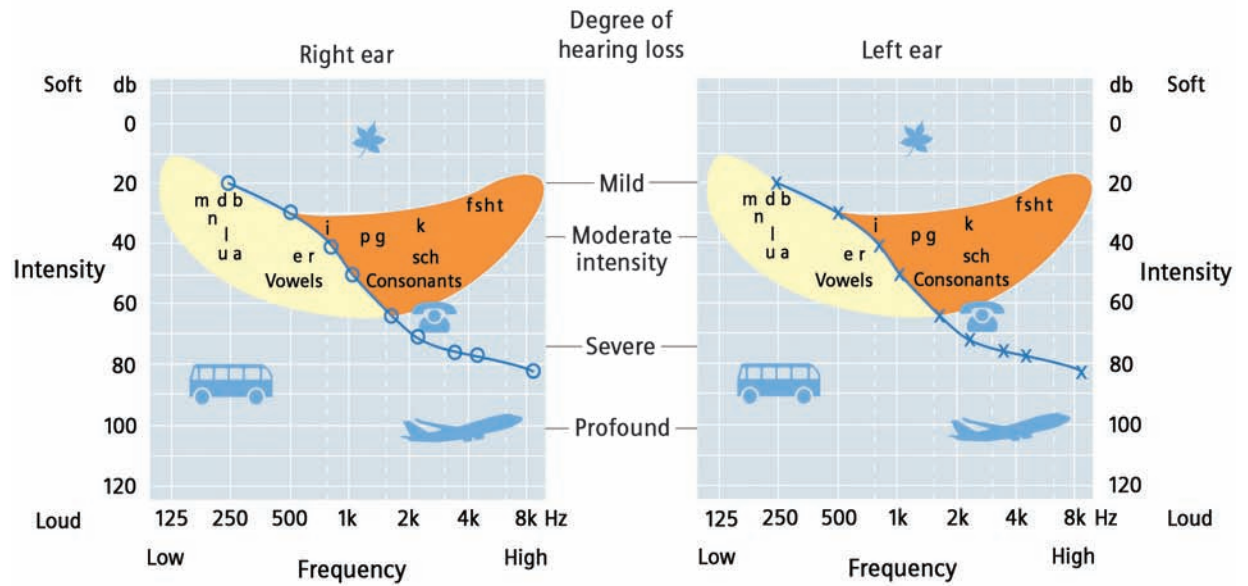 Degree of
hearing loss
Right ear
Left ear
Soft db
db Soft
0
0
20 Mild 20
m d b
n
l
u a
i
e r
Vowels
p g
k
f s h t
sch
Consonants
m d b
n
l
u a
i
e r
Vowels
p g
k
f s h t
sch
Consonants
40 Moderate 40
intensity
Intensity
Intensity
60
60
Severe
80
80
100 Profound 100
120
120
Loud 125 250 500 1k 2k 4k 8k Hz
125 250 500 1k 2k 4k 8k Hz Loud
Low Frequency High
Low Frequency High